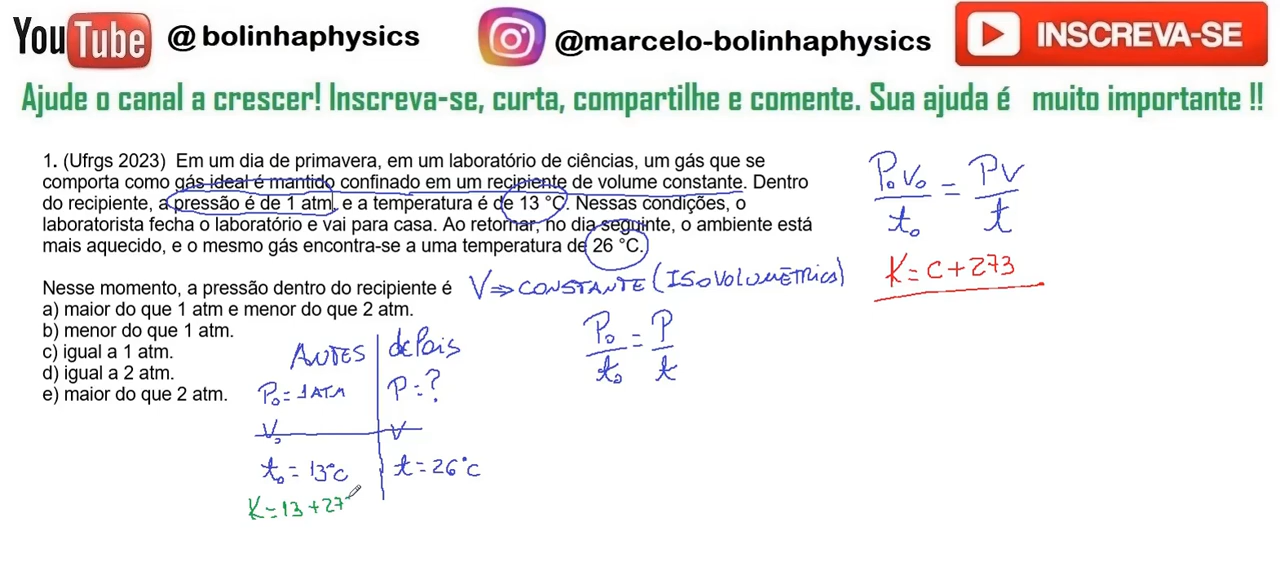 YouTube @bolinhaphysics @marcelo-bolinhaphysics INSCREVA-SE
Ajude o canal a crescer! Inscreva-se, curta, compartilhe e comente. Sua ajuda é muito importante !!
1. (Ufrgs 2023) Em um dia de primavera, em um laboratório de ciências, um gás que se
comporta como gás ideal é mantido confinado em um recipiente de volume constante. Dentro
do recipiente, a pressão é de 1 atm, e a temperatura é de 13 °C. Nessas condições, o
laboratorista fecha o laboratório e vai para casa. Ao retornar, no dia seguinte, o ambiente está
mais aquecido, e o mesmo gás encontra-se a uma temperatura de 26 °C.
Nesse momento, a pressão dentro do recipiente é
a) maior do que 1 atm e menor do que 2 atm.
b) menor do que 1 atm.
c) igual a 1 atm.
d) igual a 2 atm.
e) maior do que 2 atm.
V ⇒ CONSTANTE (ISOVOLUMÉTRICO)
P₀V₀/t₀ = PV/t
K = C + 273
P₀/t₀ = P/t
ANTES | dePois
P₀ = 1 ATM | P = ?
V₀ | V
t₀ = 13°C | t = 26°C
K = 13 + 27